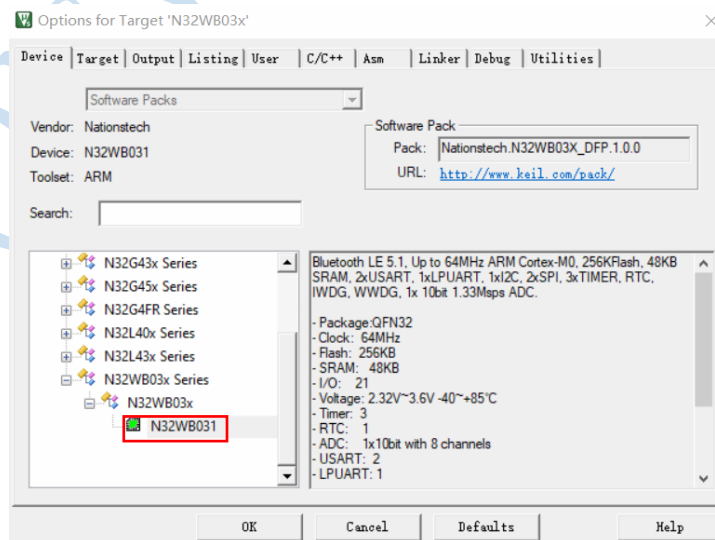 Options for Target 'N32WB03x'
Device Target Output Listing User C/C++ Asm Linker Debug Utilities
Software Packs
Vendor: Nationstech
Device: N32WB031
Toolset: ARM
Search:
Software Pack
Pack: Nationstech.N32WB03X_DFP.1.0.0
URL: http://www.keil.com/pack/
N32G43x Series
N32G45x Series
N32G4FR Series
N32L40x Series
N32L43x Series
N32WB03x Series
N32WB03x
N32WB031
Bluetooth LE 5.1, Up to 64MHz ARM Cortex-M0, 256KFlash, 48KB
SRAM, 2xUSART, 1xLPUART, 1xI2C, 2xSPI, 3xTIMER, RTC,
IWDG, WWDG, 1x 10bit 1.33Msps ADC.
- Package:QFN32
- Clock: 64MHz
- Flash: 256KB
- SRAM: 48KB
- I/O: 21
- Voltage: 2.32V~3.6V -40~+85℃
- Timer: 3
- RTC: 1
- ADC: 1x10bit with 8 channels
- USART: 2
- LPUART: 1
OK Cancel Defaults Help